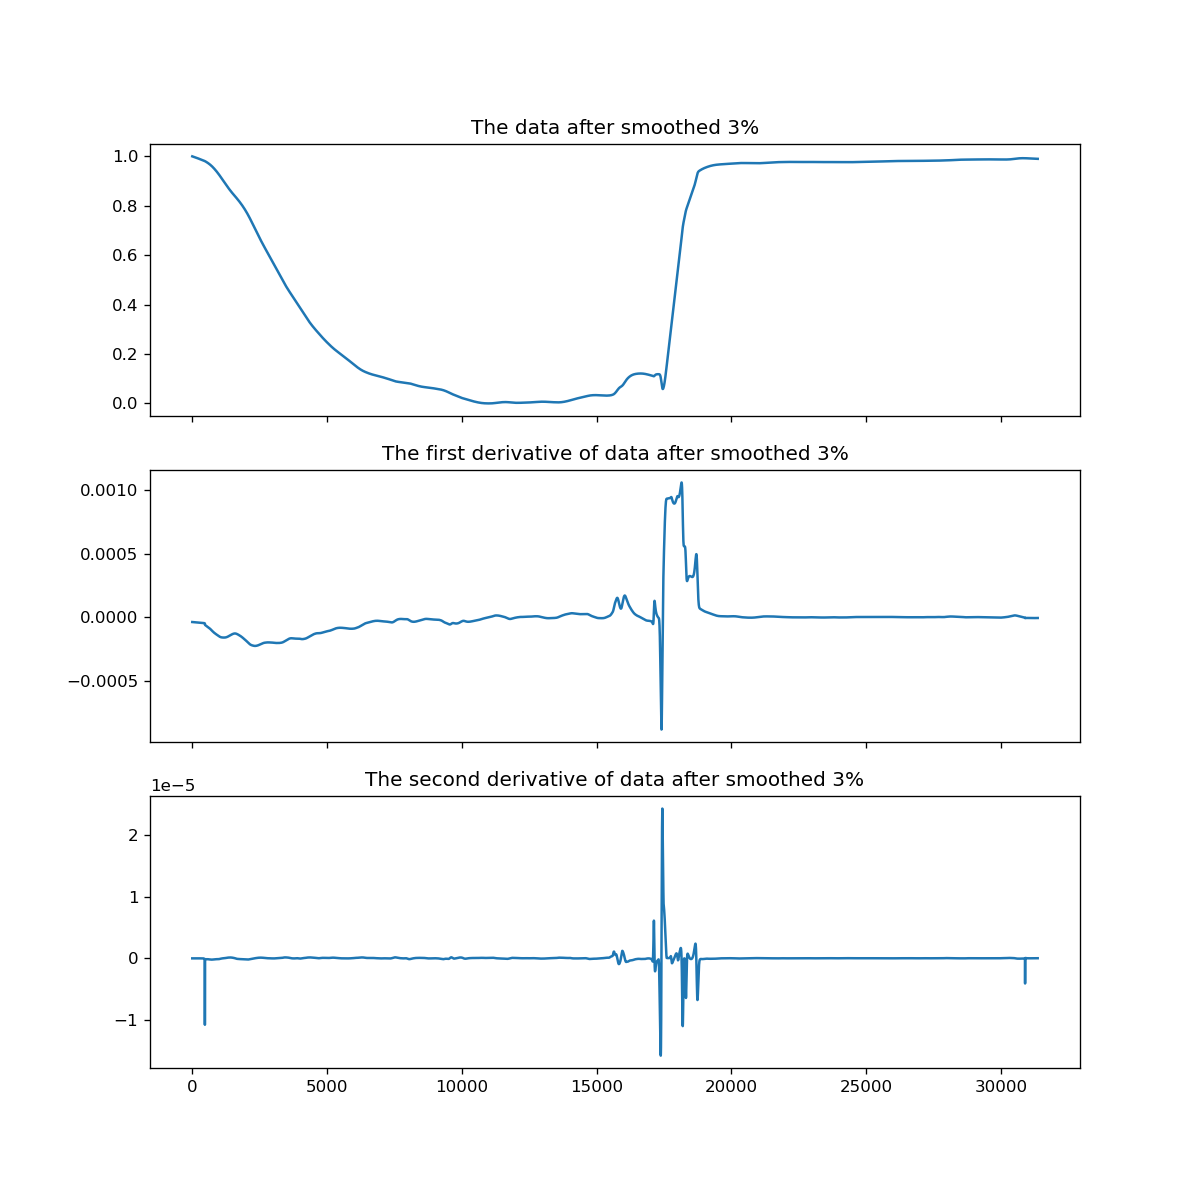 The data after smoothed 3%
1.0
0.8
0.6
0.4
0.2
0.0
The first derivative of data after smoothed 3%
0.0010
0.0005
0.0000
−0.0005
The second derivative of data after smoothed 3%
1e−5
2
1
0
−1
0 5000 10000 15000 20000 25000 30000